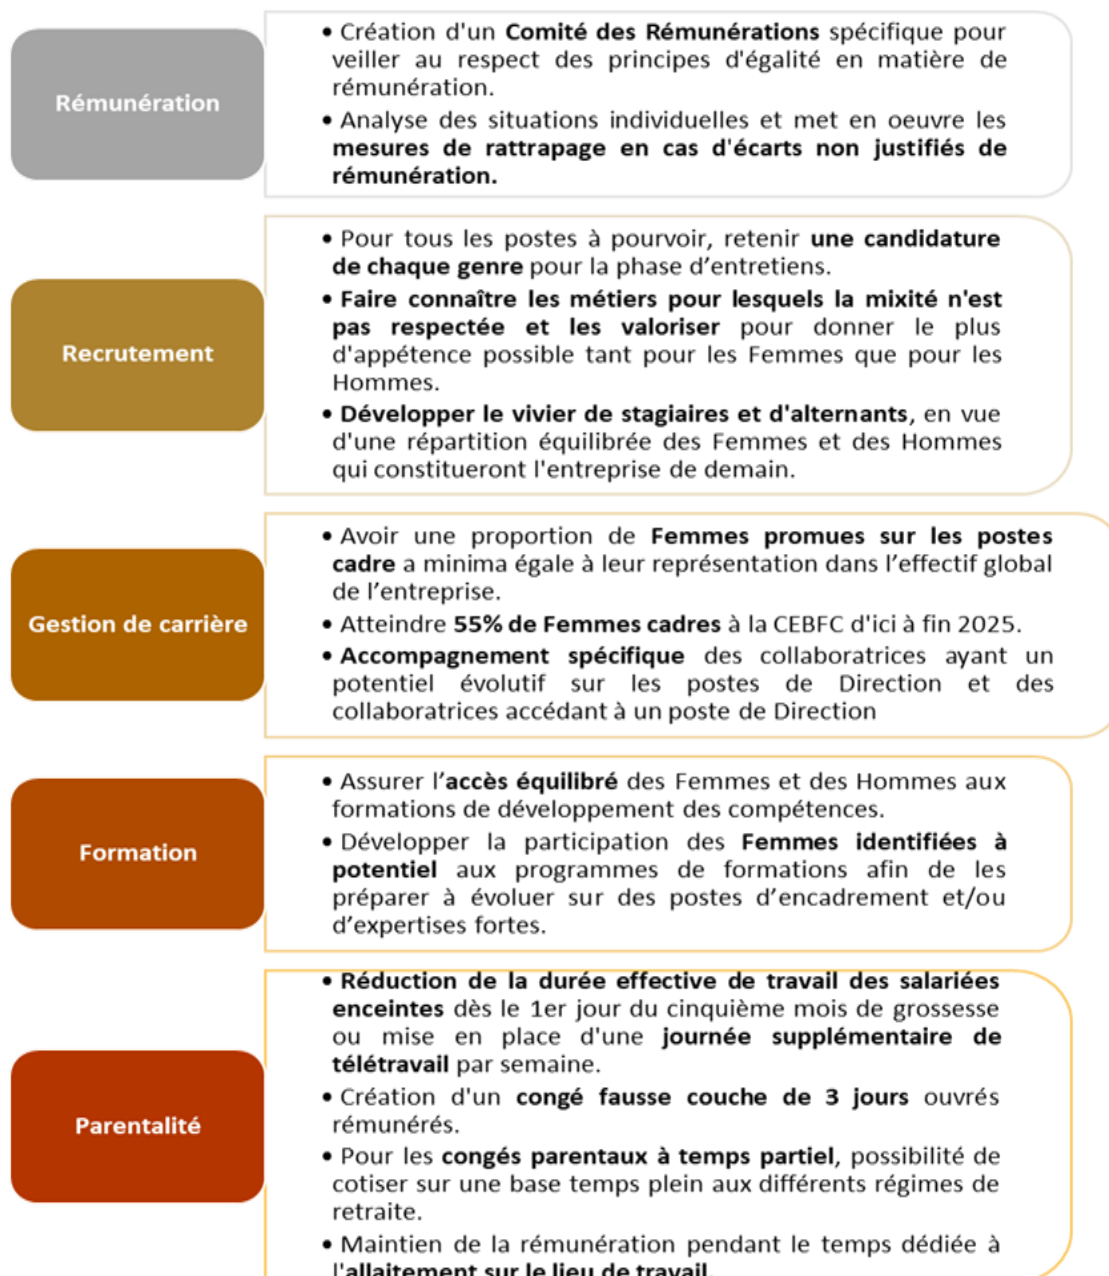 Rémunération
• Création d'un Comité des Rémunérations spécifique pour
veiller au respect des principes d'égalité en matière de
rémunération.
• Analyse des situations individuelles et met en oeuvre les
mesures de rattrapage en cas d'écarts non justifiés de
rémunération.
Recrutement
• Pour tous les postes à pourvoir, retenir une candidature
de chaque genre pour la phase d’entretiens.
• Faire connaître les métiers pour lesquels la mixité n'est
pas respectée et les valoriser pour donner le plus
d'appétence possible tant pour les Femmes que pour les
Hommes.
• Développer le vivier de stagiaires et d'alternants, en vue
d'une répartition équilibrée des Femmes et des Hommes
qui constitueront l'entreprise de demain.
Gestion de carrière
• Avoir une proportion de Femmes promues sur les postes
cadre a minima égale à leur représentation dans l’effectif global
de l’entreprise.
• Atteindre 55% de Femmes cadres à la CEBFC d'ici à fin 2025.
• Accompagnement spécifique des collaboratrices ayant un
potentiel évolutif sur les postes de Direction et des
collaboratrices accédant à un poste de Direction
Formation
• Assurer l’accès équilibré des Femmes et des Hommes aux
formations de développement des compétences.
• Développer la participation des Femmes identifiées à
potentiel aux programmes de formations afin de les
préparer à évoluer sur des postes d’encadrement et/ou
d’expertises fortes.
Parentalité
• Réduction de la durée effective de travail des salariées
enceintes dès le 1er jour du cinquième mois de grossesse
ou mise en place d'une journée supplémentaire de
télétravail par semaine.
• Création d'un congé fausse couche de 3 jours ouvrés
rémunérés.
• Pour les congés parentaux à temps partiel, possibilité de
cotiser sur une base temps plein aux différents régimes de
retraite.
• Maintien de la rémunération pendant le temps dédiée à
l'allaitement sur le lieu de travail.